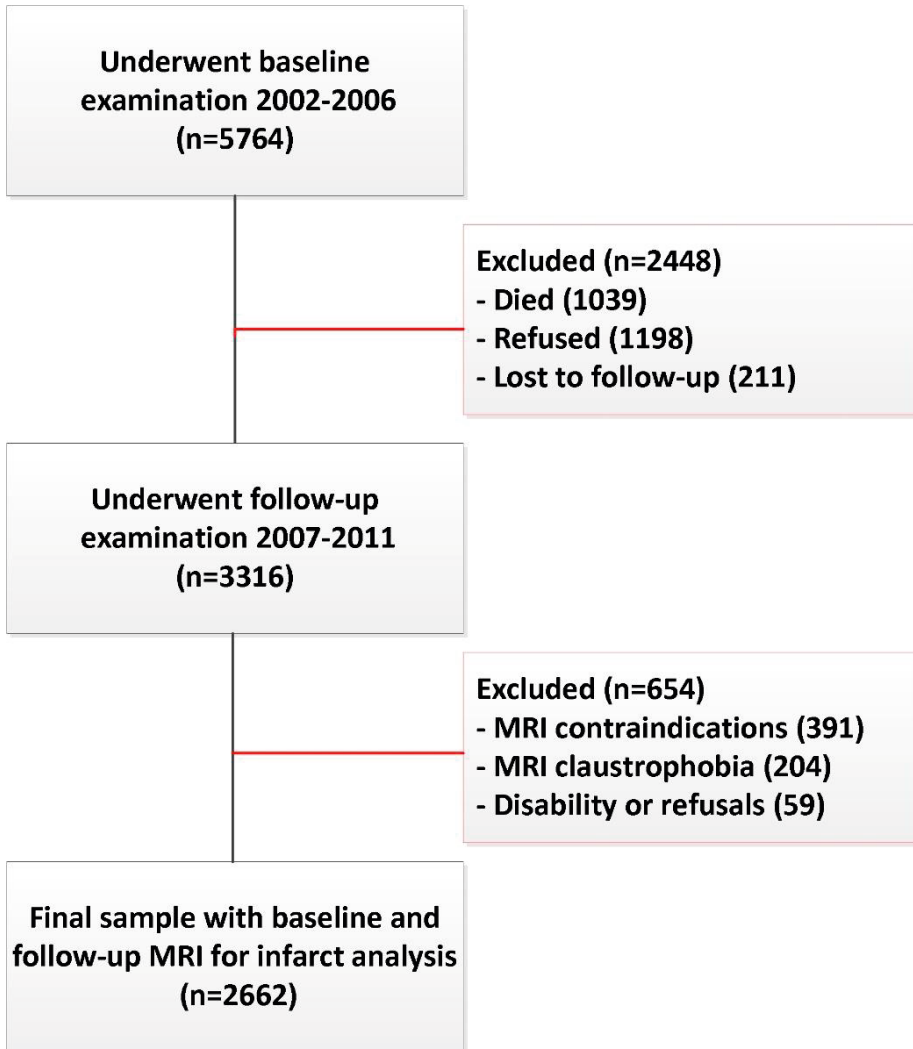 Underwent baseline
examination 2002-2006
(n=5764)
Excluded (n=2448)
- Died (1039)
- Refused (1198)
- Lost to follow-up (211)
Underwent follow-up
examination 2007-2011
(n=3316)
Excluded (n=654)
- MRI contraindications (391)
- MRI claustrophobia (204)
- Disability or refusals (59)
Final sample with baseline and
follow-up MRI for infarct analysis
(n=2662)